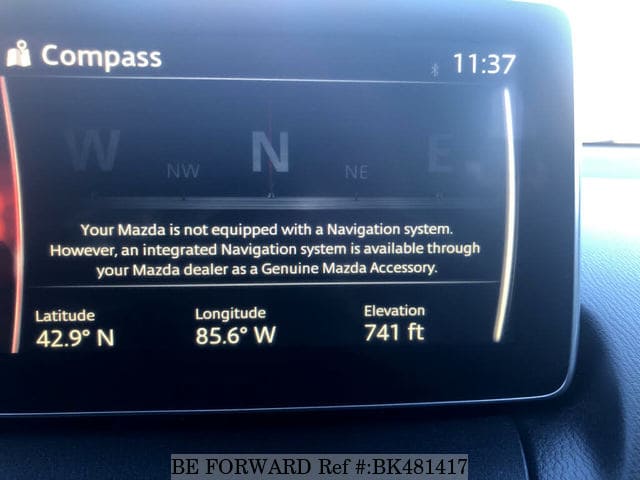 Compass
11:37
W NW N NE E
Your Mazda is not equipped with a Navigation system.
However, an integrated Navigation system is available through
your Mazda dealer as a Genuine Mazda Accessory.
Latitude Longitude Elevation
42.9° N 85.6° W 741 ft
BE FORWARD Ref #:BK481417